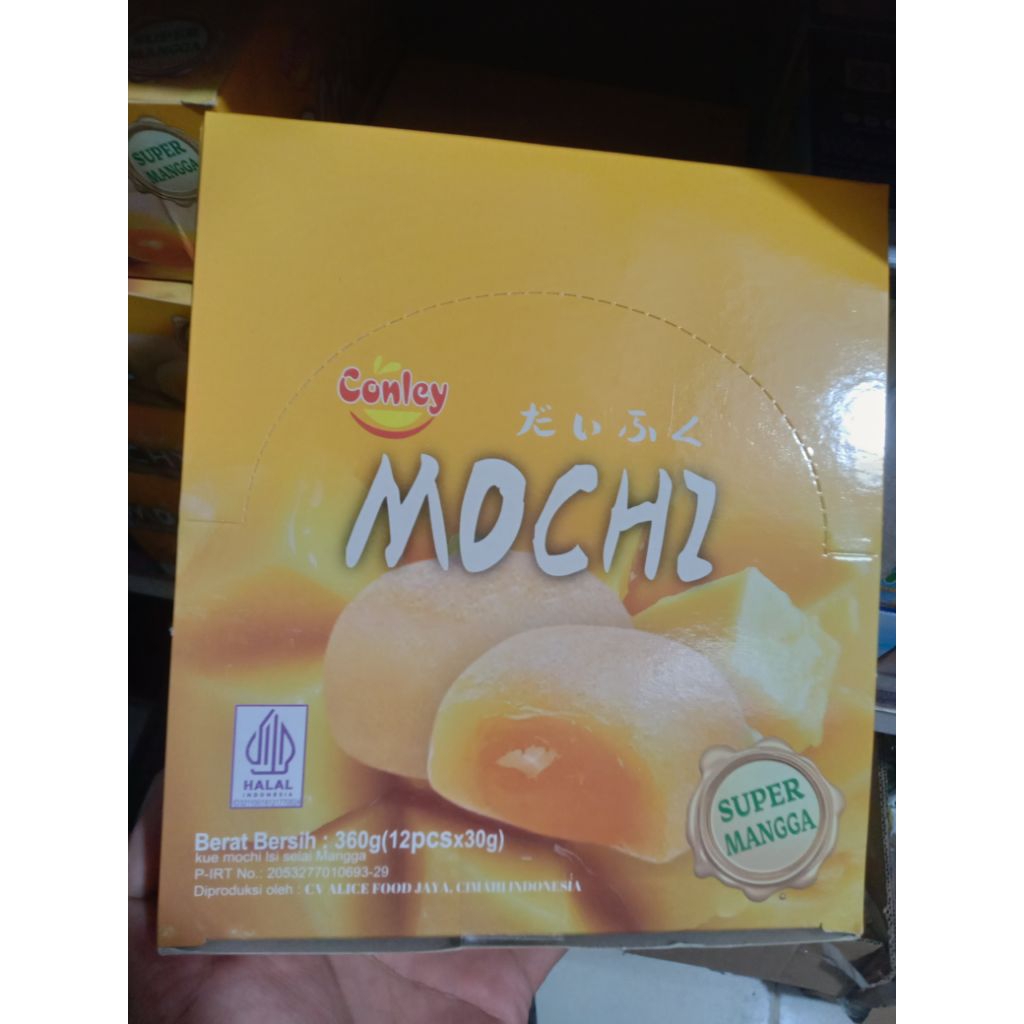 SUPER
MANGGA
Conley
だいふく
MOCHI
HALAL
INDONESIA
SUPER
MANGGA
Berat Bersih : 360g(12pcsx30g)
kue mochi Isi selai Mangga
P-IRT No.: 2053277010693-29
Diproduksi oleh : CV ALICE FOOD JAYA, CIMAHI INDONESIA